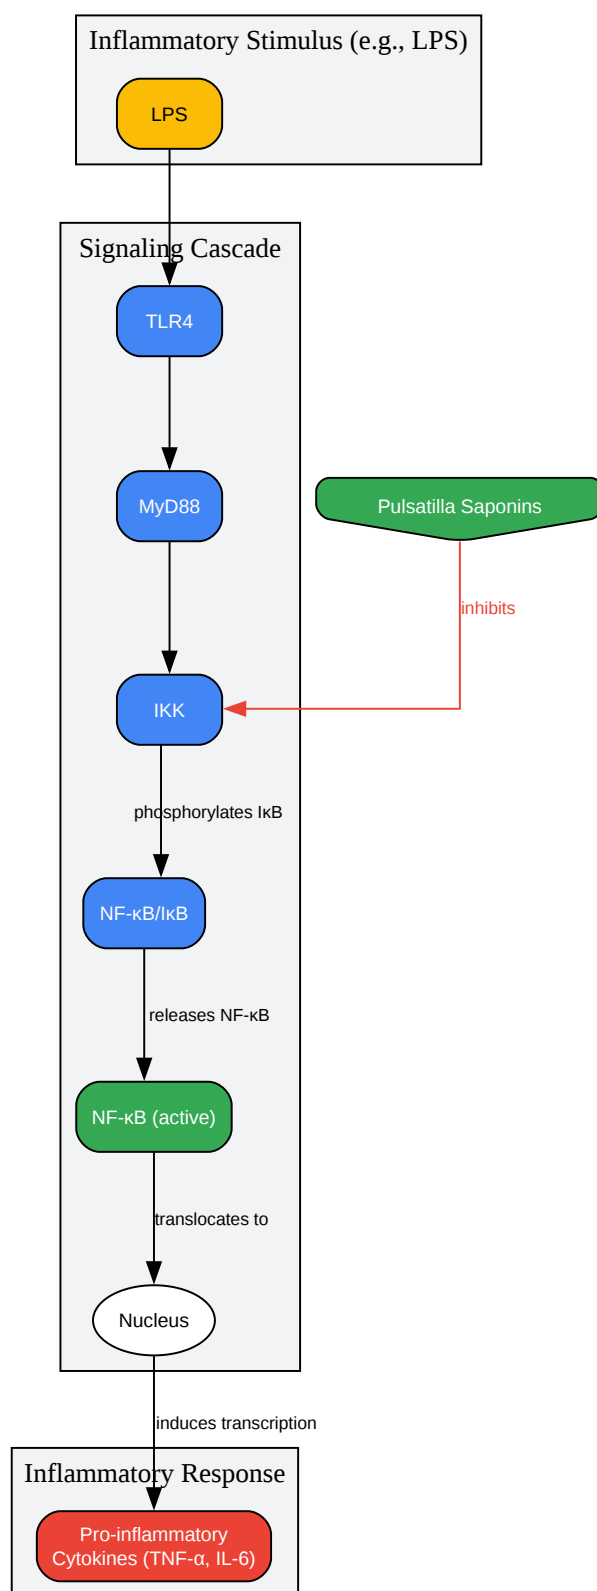 Inflammatory Stimulus (e.g., LPS)
LPS
Signaling Cascade
TLR4
MyD88
Pulsatilla Saponins
inhibits
IKK
phosphorylates IκB
NF-κB/IκB
releases NF-κB
NF-κB (active)
translocates to
Nucleus
induces transcription
Inflammatory Response
Pro-inflammatory
Cytokines (TNF-α, IL-6)